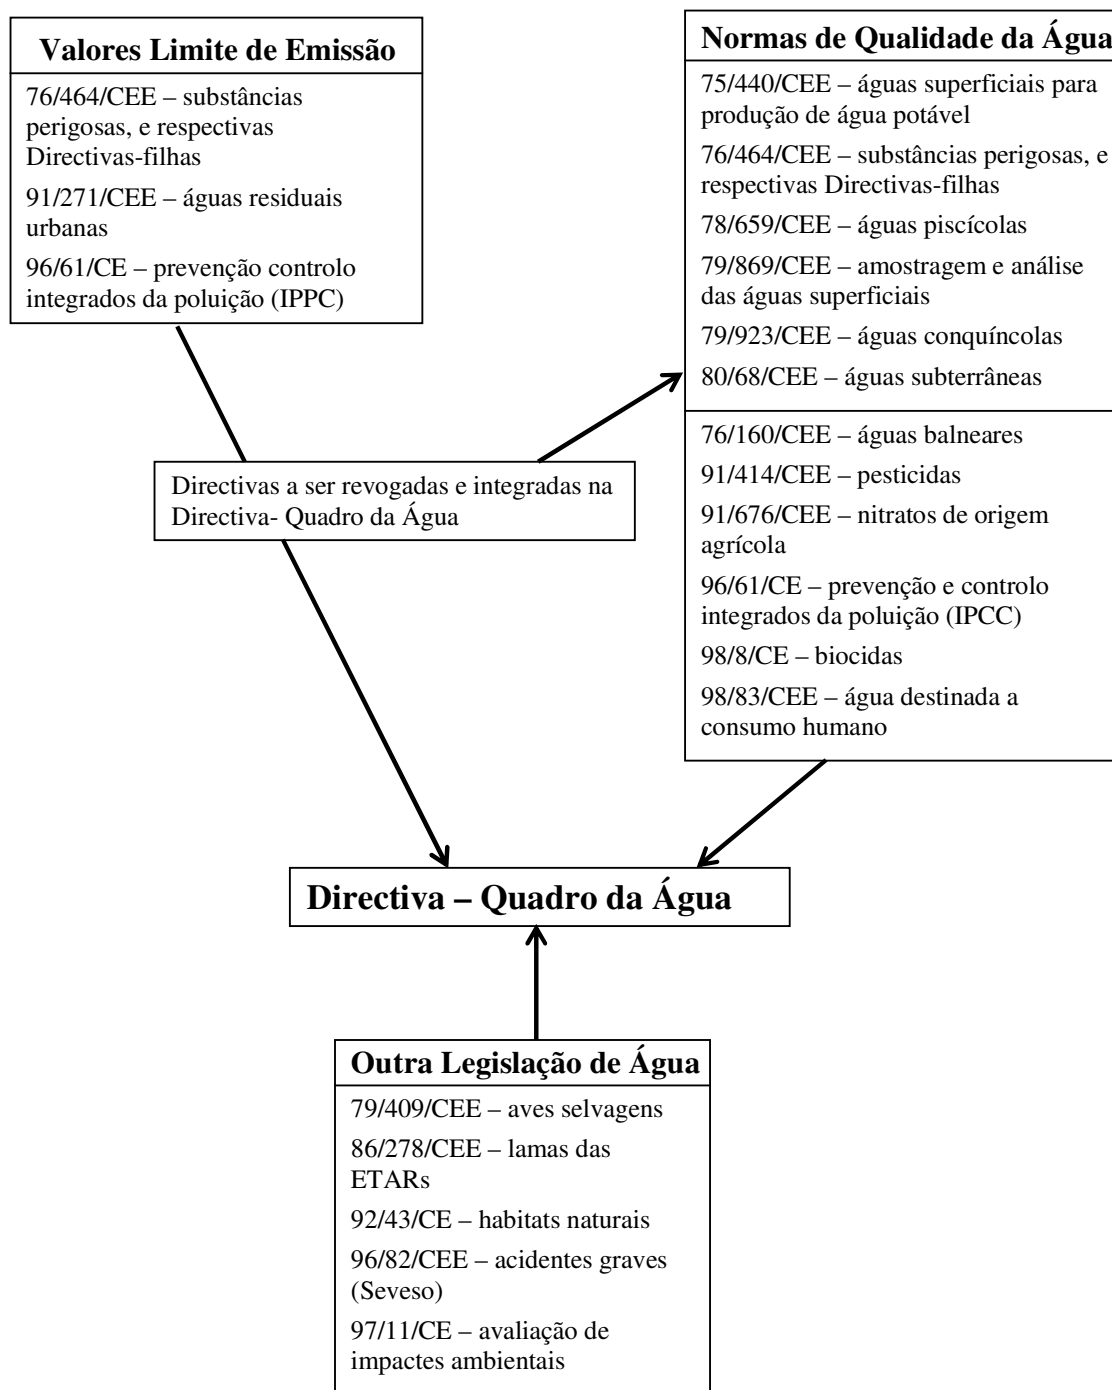 Valores Limite de Emissão
76/464/CEE – substâncias
perigosas, e respectivas
Directivas-filhas
91/271/CEE – águas residuais
urbanas
96/61/CE – prevenção controlo
integrados da poluição (IPPC)
Normas de Qualidade da Água
75/440/CEE – águas superficiais para
produção de água potável
76/464/CEE – substâncias perigosas, e
respectivas Directivas-filhas
78/659/CEE – águas piscícolas
79/869/CEE – amostragem e análise
das águas superficiais
79/923/CEE – águas conquíncolas
80/68/CEE – águas subterrâneas
76/160/CEE – águas balneares
91/414/CEE – pesticidas
91/676/CEE – nitratos de origem
agrícola
96/61/CE – prevenção e controlo
integrados da poluição (IPCC)
98/8/CE – biocidas
98/83/CEE – água destinada a
consumo humano
Directivas a ser revogadas e integradas na
Directiva- Quadro da Água
Directiva – Quadro da Água
Outra Legislação de Água
79/409/CEE – aves selvagens
86/278/CEE – lamas das
ETARs
92/43/CE – habitats naturais
96/82/CEE – acidentes graves
(Seveso)
97/11/CE – avaliação de
impactes ambientais